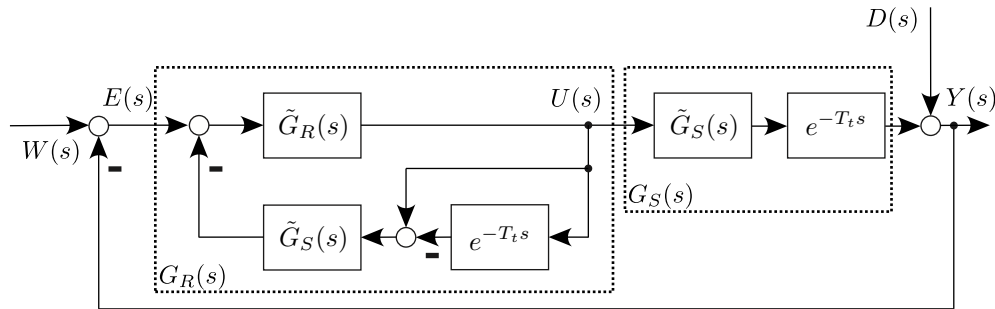 D(s)
E(s)
U(s)
Y(s)
W(s)
G̃_R(s)
G̃_S(s)
e^{-T_t s}
G_S(s)
G̃_S(s)
e^{-T_t s}
G_R(s)